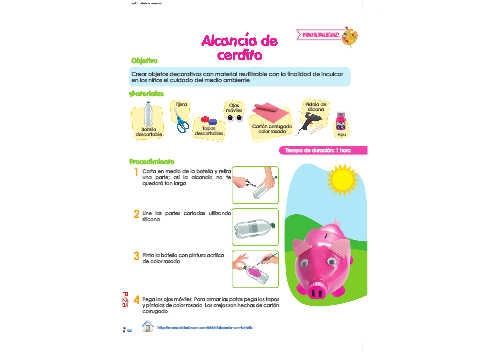 Alcancía de
cerdito
Objetivo
Crear objetos decorativos con material reutilizable con la finalidad de inculcar
en los niños el cuidado del medio ambiente
Materiales
Botella
descartable
Tijera
Tapas
descartables
Ojos
móviles
Cartón corrugado
color rosado
Pistola de
silicona
Tiempo de duración: 1 hora
Procedimiento
1 Corta en medio de la botella y retira
una parte; así la alcancía no te
quedará tan larga
2 Une las partes cortadas utilizando
silicona
3 Pinta la botella con pintura acrílica
de color rosado
4 Pega los ojos móviles. Para armar las patas pega las tapas
y píntalas de color rosado. Las orejas son hechas de cartón
corrugado